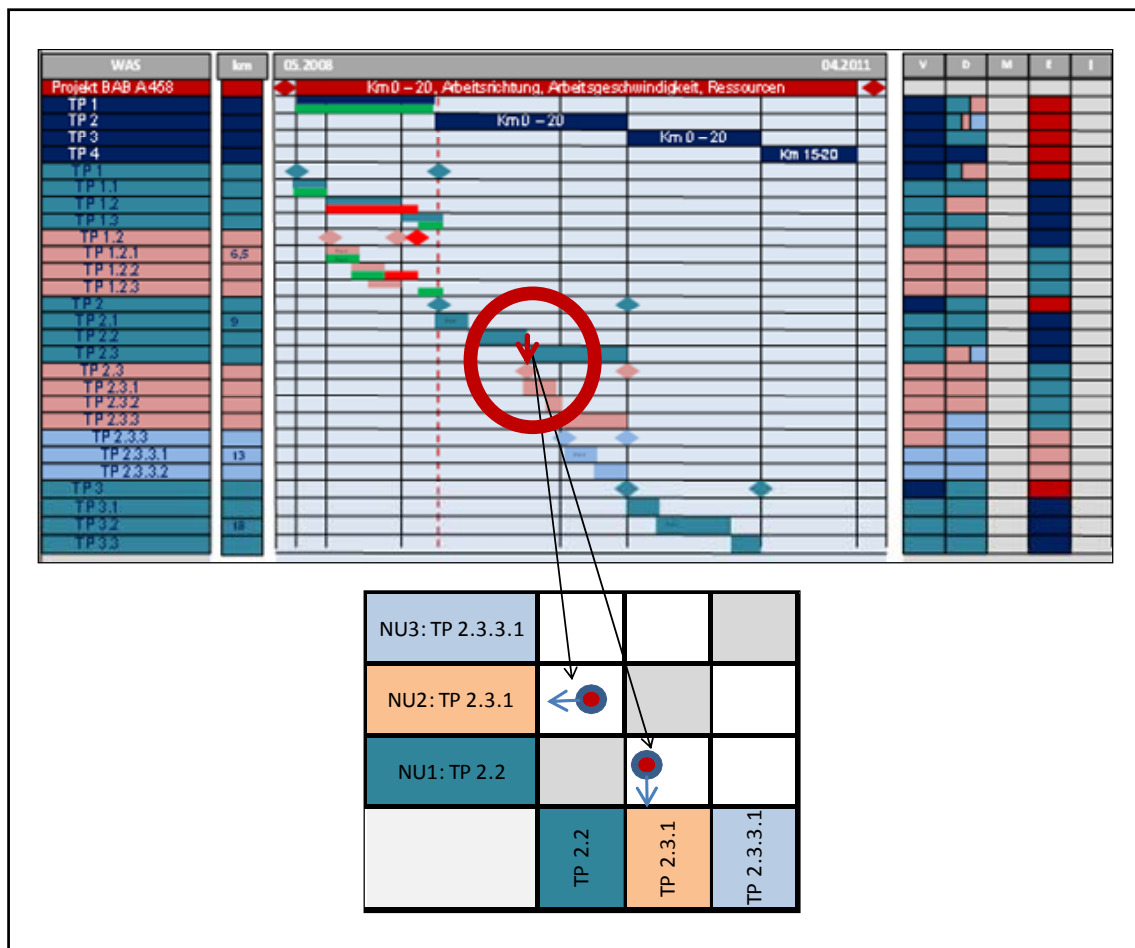 WAS km 05.2008 04.2011 V D M E I
Projekt BAB A 458 Km 0 – 20, Arbeitsrichtung, Arbeitsgeschwindigkeit, Ressourcen
TP 1
TP 2 Km 0 – 20
TP 3 Km 0 – 20
TP 4 Km 15-20
TP 1
TP 1.1
TP 1.2
TP 1.3
TP 1.2
TP 1.2.1 6,5
TP 1.2.2
TP 1.2.3
TP 2
TP 2.1 9
TP 2.2
TP 2.3
TP 2.3
TP 2.3.1
TP 2.3.2
TP 2.3.3
TP 2.3.3
TP 2.3.3.1 13
TP 2.3.3.2
TP 3
TP 3.1
TP 3.2 18
TP 3.3
NU3: TP 2.3.3.1
NU2: TP 2.3.1
NU1: TP 2.2
TP 2.2
TP 2.3.1
TP 2.3.3.1